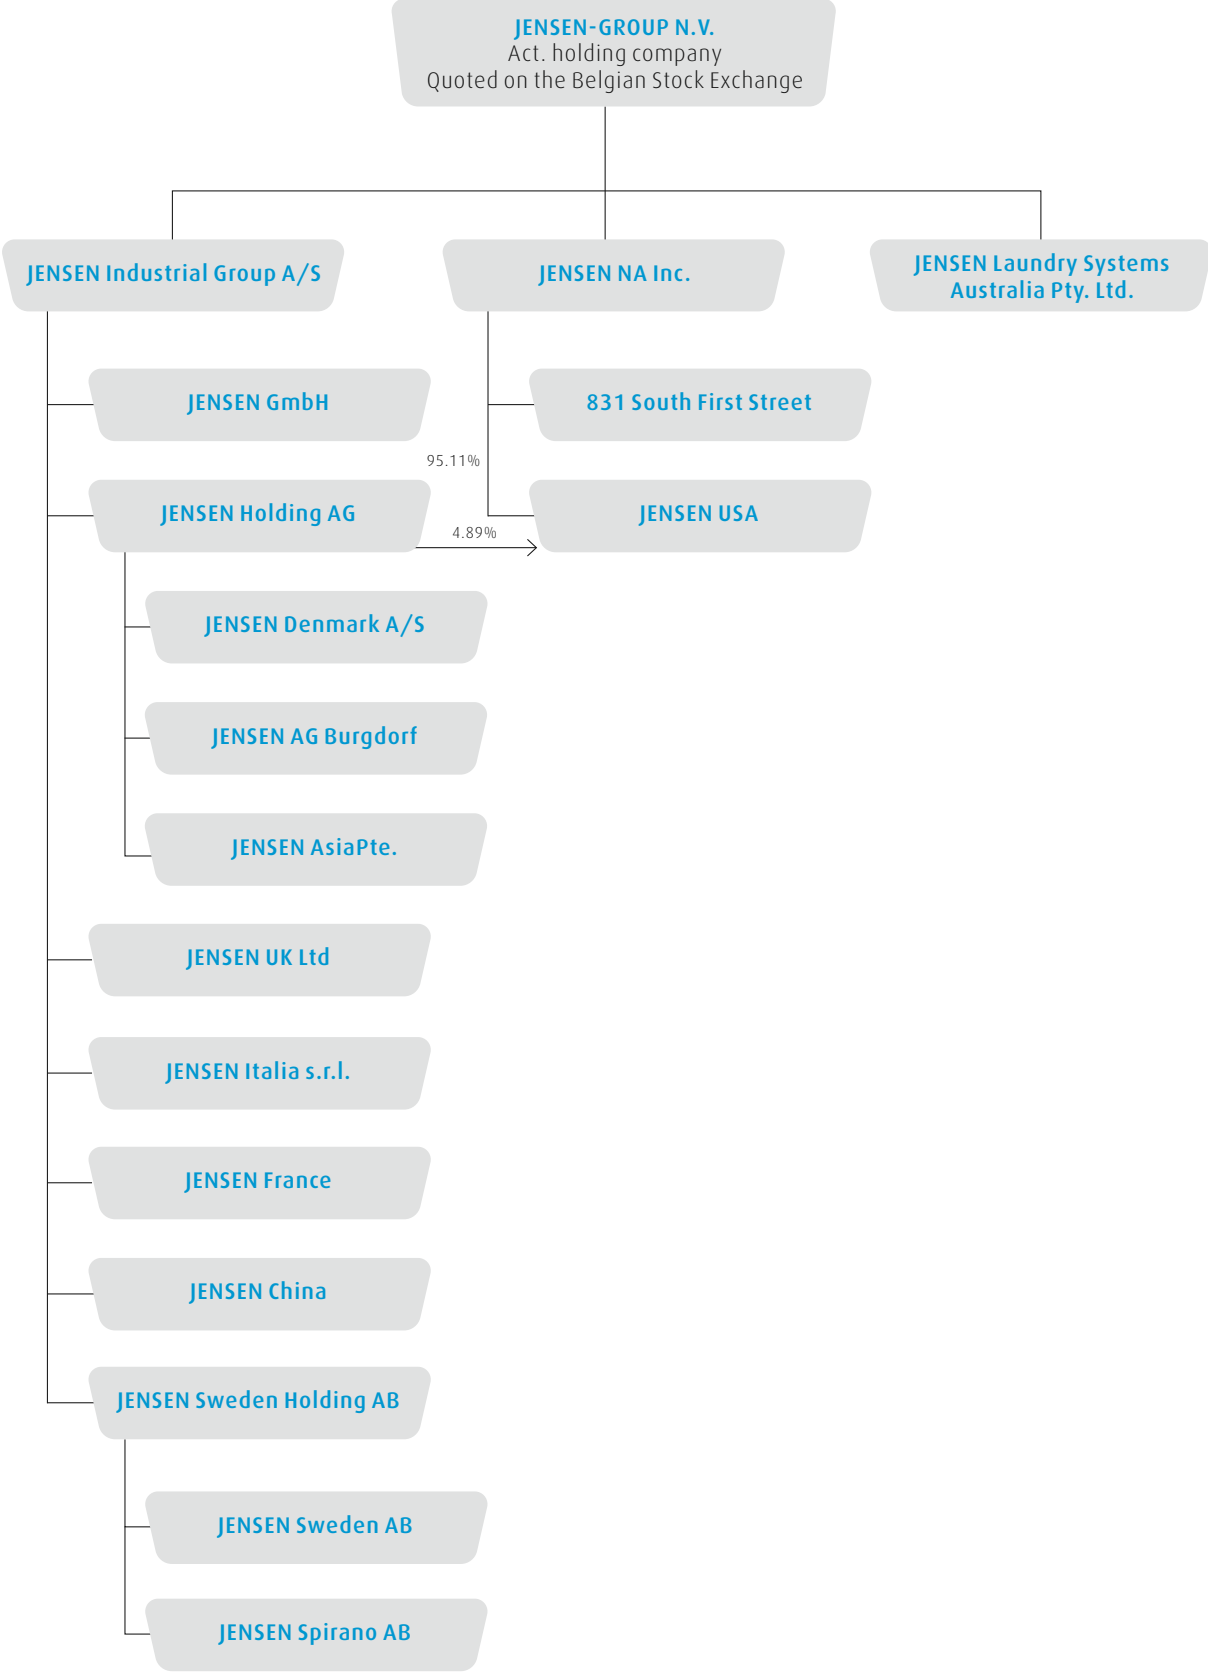 JENSEN-GROUP N.V.
Act. holding company
Quoted on the Belgian Stock Exchange
JENSEN Industrial Group A/S
JENSEN NA Inc.
JENSEN Laundry Systems
Australia Pty. Ltd.
JENSEN GmbH
831 South First Street
95.11%
JENSEN Holding AG
4.89%
JENSEN USA
JENSEN Denmark A/S
JENSEN AG Burgdorf
JENSEN AsiaPte.
JENSEN UK Ltd
JENSEN Italia s.r.l.
JENSEN France
JENSEN China
JENSEN Sweden Holding AB
JENSEN Sweden AB
JENSEN Spirano AB